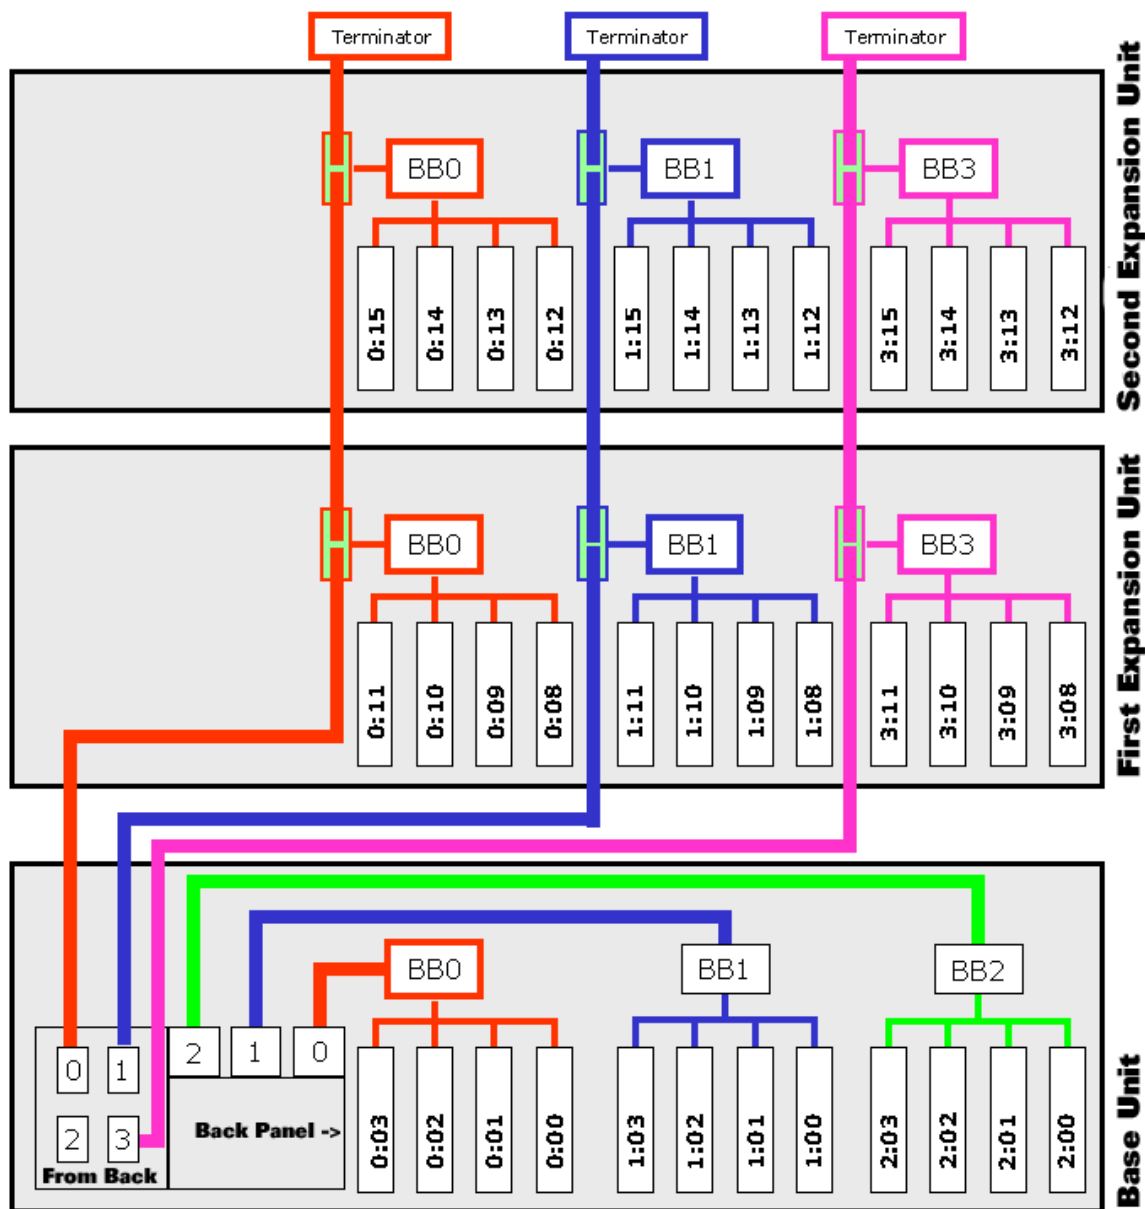 Terminator Terminator Terminator
Second Expansion Unit
BB0 BB1 BB3
0:15 0:14 0:13 0:12 1:15 1:14 1:13 1:12 3:15 3:14 3:13 3:12
First Expansion Unit
BB0 BB1 BB3
0:11 0:10 0:09 0:08 1:11 1:10 1:09 1:08 3:11 3:10 3:09 3:08
Base Unit
BB0 BB1 BB2
0 1 2 1 0
2 3 Back Panel ->
From Back
0:03 0:02 0:01 0:00 1:03 1:02 1:01 1:00 2:03 2:02 2:01 2:00